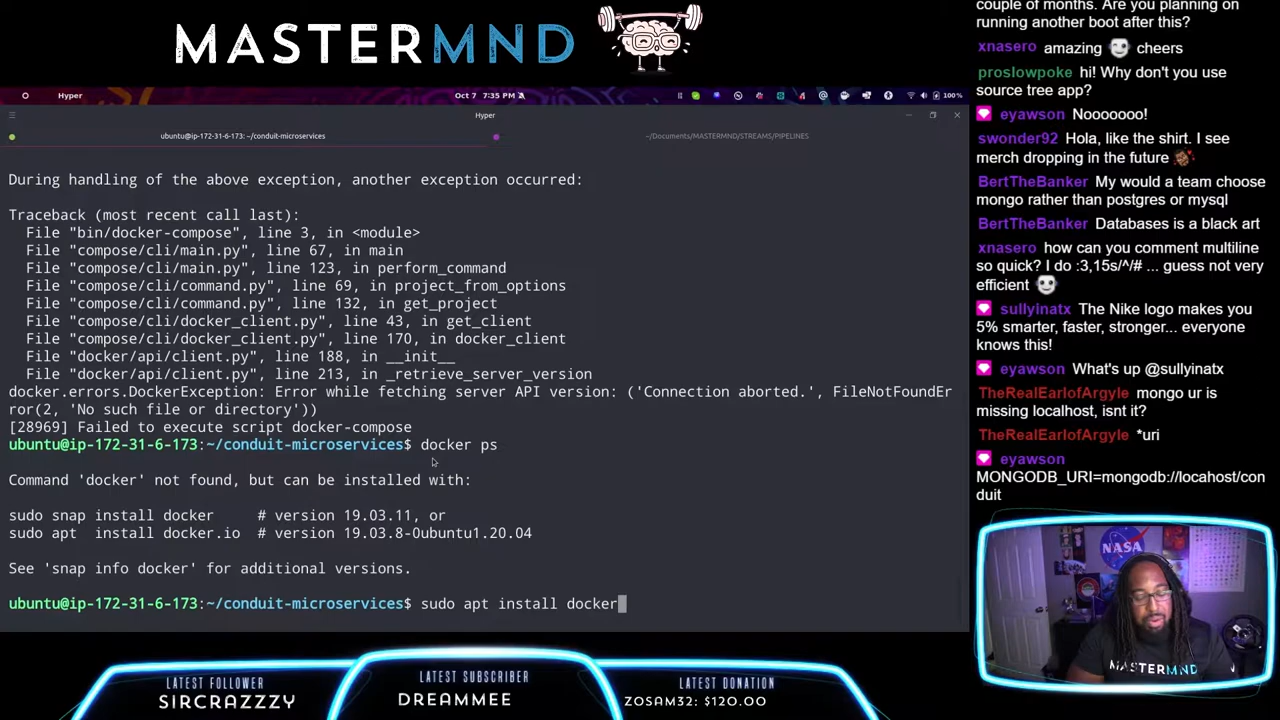 MASTERMND
Hyper
Oct 7 7:35 PM
100%
Hyper
ubuntu@ip-172-31-6-173: ~/conduit-microservices
~/Documents/MASTERMND/STREAMS/PIPELINES
During handling of the above exception, another exception occurred:
Traceback (most recent call last):
File "bin/docker-compose", line 3, in <module>
File "compose/cli/main.py", line 67, in main
File "compose/cli/main.py", line 123, in perform_command
File "compose/cli/command.py", line 69, in project_from_options
File "compose/cli/command.py", line 132, in get_project
File "compose/cli/docker_client.py", line 43, in get_client
File "compose/cli/docker_client.py", line 170, in docker_client
File "docker/api/client.py", line 188, in __init__
File "docker/api/client.py", line 213, in _retrieve_server_version
docker.errors.DockerException: Error while fetching server API version: ('Connection aborted.', FileNotFoundEr
ror(2, 'No such file or directory'))
[28969] Failed to execute script docker-compose
ubuntu@ip-172-31-6-173:~/conduit-microservices$ docker ps
Command 'docker' not found, but can be installed with:
sudo snap install docker # version 19.03.11, or
sudo apt install docker.io # version 19.03.8-0ubuntu1.20.04
See 'snap info docker' for additional versions.
ubuntu@ip-172-31-6-173:~/conduit-microservices$ sudo apt install docker
couple of months. Are you planning on
running another boot after this?
xnasero amazing cheers
proslowpoke hi! Why don't you use
source tree app?
eyawson Nooooooo!
swonder92 Hola, like the shirt. I see
merch dropping in the future
BertTheBanker My would a team choose
mongo rather than postgres or mysql
BertTheBanker Databases is a black art
xnasero how can you comment multiline
so quick? I do :3,15s/^/# ... guess not very
efficient
sullyinatx The Nike logo makes you
5% smarter, faster, stronger... everyone
knows this!
eyawson What's up @sullyinatx
TheRealEarlofArgyle mongo ur is
missing localhost, isnt it?
TheRealEarlofArgyle *uri
eyawson
MONGODB_URI=mongodb://locahost/con
duit
NASA
MASTERMND
LATEST FOLLOWER
SIRCRAZZZY
LATEST SUBSCRIBER
DREAMMEE
LATEST DONATION
ZOSAM32: $120.00